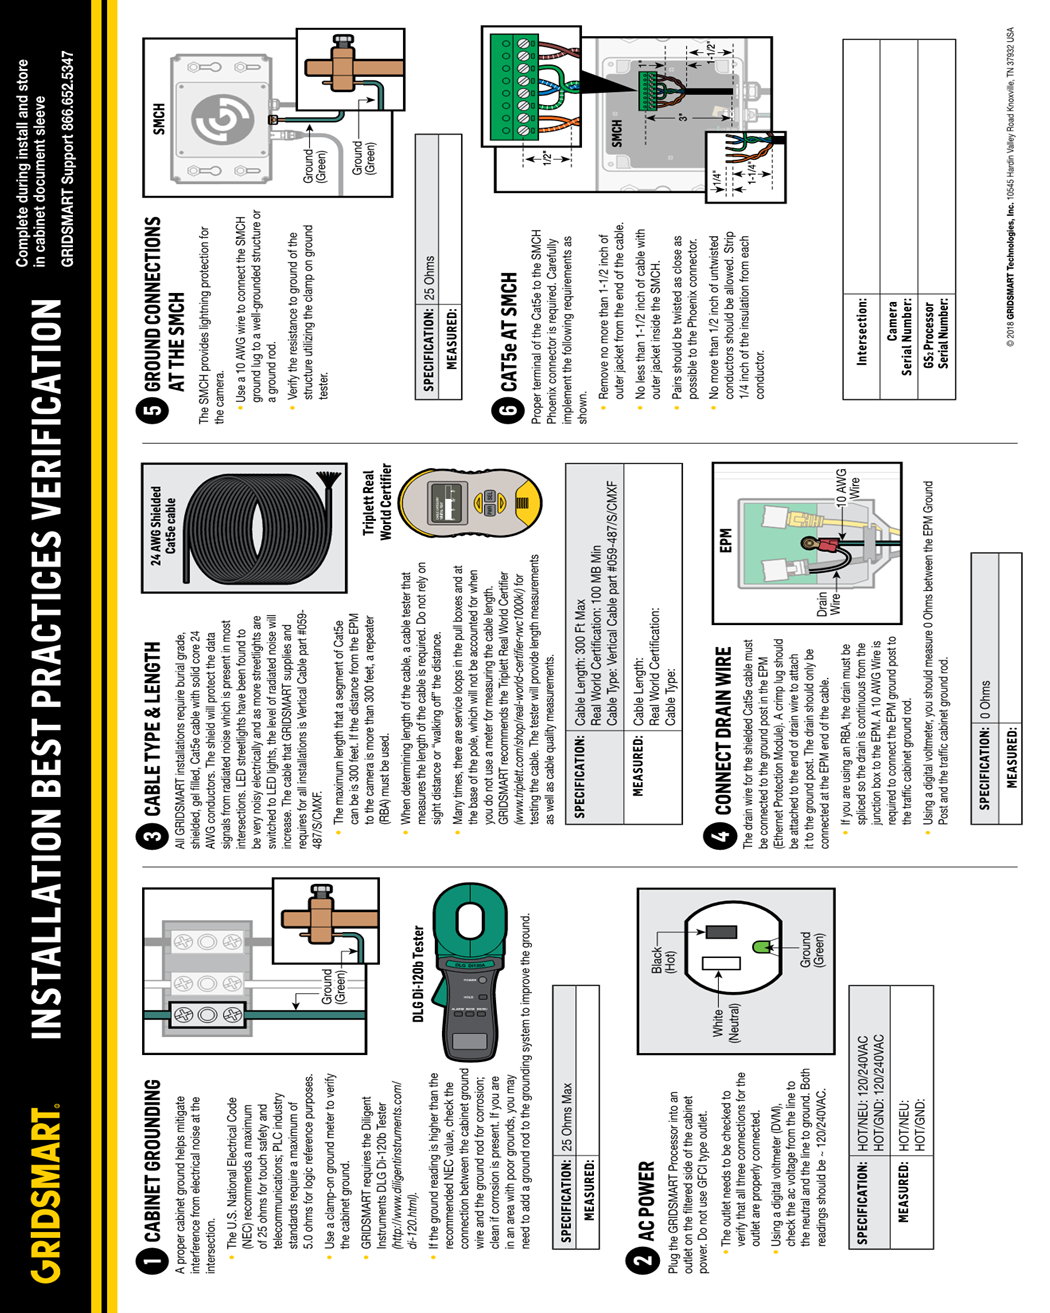 GRIDSMART®
INSTALLATION BEST PRACTICES VERIFICATION
Complete during install and store
in cabinet document sleeve
GRIDSMART Support 866.652.5347
1 CABINET GROUNDING
A proper cabinet ground helps mitigate
interference from electrical noise at the
intersection.
• The U.S. National Electrical Code
(NEC) recommends a maximum
of 25 ohms for touch safety and
telecommunications; PLC industry
standards require a maximum of
5.0 ohms for logic reference purposes.
• Use a clamp-on ground meter to verify
the cabinet ground.
• GRIDSMART requires the Diligent
Instruments DLG Di-120b Tester
(http://www.diligentinstruments.com/
di-120.html).
• If the ground reading is higher than the
recommended NEC value, check the
connection between the cabinet ground
wire and the ground rod for corrosion;
clean if corrosion is present. If you are
in an area with poor grounds, you may
need to add a ground rod to the grounding system to improve the ground.
Ground
(Green)
DLG Di-120b Tester
SPECIFICATION: 25 Ohms Max
MEASURED:
2 AC POWER
Plug the GRIDSMART Processor into an
outlet on the filtered side of the cabinet
power. Do not use GFCI type outlet.
• The outlet needs to be checked to
verify that all three connections for the
outlet are properly connected.
• Using a digital voltmeter (DVM),
check the ac voltage from the line to
the neutral and the line to ground. Both
readings should be ~ 120/240VAC.
Black
(Hot)
White
(Neutral)
Ground
(Green)
SPECIFICATION: HOT/NEU: 120/240VAC
HOT/GND: 120/240VAC
MEASURED: HOT/NEU:
HOT/GND:
3 CABLE TYPE & LENGTH
All GRIDSMART installations require burial grade,
shielded, gel filled, Cat5e cable with solid core 24
AWG conductors. The shield will protect the data
signals from radiated noise which is present in most
intersections. LED streetlights have been found to
be very noisy electrically and as more streetlights are
switched to LED lights, the level of radiated noise will
increase. The cable that GRIDSMART supplies and
requires for all installations is Vertical Cable part #059-
487/S/CMXF.
• The maximum length that a segment of Cat5e
can be is 300 feet. If the distance from the EPM
to the camera is more than 300 feet, a repeater
(RBA) must be used.
• When determining length of the cable, a cable tester that
measures the length of the cable is required. Do not rely on
sight distance or "walking off" the distance.
• Many times, there are service loops in the pull boxes and at
the base of the pole, which will not be accounted for when
you do not use a meter for measuring the cable length.
GRIDSMART recommends the Triplett Real World Certifier
(www.triplett.com/shop/real-world-certifier-rwc1000k/) for
testing the cable. The tester will provide length measurements
as well as cable quality measurements.
24 AWG Shielded
Cat5e cable
Triplett Real
World Certifier
SPECIFICATION: Cable Length: 300 Ft Max
Real World Certification: 100 MB Min
Cable Type: Vertical Cable part #059-487/S/CMXF
MEASURED: Cable Length:
Real World Certification:
Cable Type:
4 CONNECT DRAIN WIRE
The drain wire for the shielded Cat5e cable must
be connected to the ground post in the EPM
(Ethernet Protection Module). A crimp lug should
be attached to the end of drain wire to attach
it to the ground post. The drain should only be
connected at the EPM end of the cable.
• If you are using an RBA, the drain must be
spliced so the drain is continuous from the
junction box to the EPM. A 10 AWG Wire is
required to connect the EPM ground post to
the traffic cabinet ground rod.
• Using a digital voltmeter, you should measure 0 Ohms between the EPM Ground
Post and the traffic cabinet ground rod.
EPM
Drain
Wire
10 AWG
Wire
SPECIFICATION: 0 Ohms
MEASURED:
5 GROUND CONNECTIONS
AT THE SMCH
The SMCH provides lightning protection for
the camera.
• Use a 10 AWG wire to connect the SMCH
ground lug to a well-grounded structure or
a ground rod.
• Verify the resistance to ground of the
structure utilizing the clamp on ground
tester.
SMCH
Ground
(Green)
Ground
(Green)
SPECIFICATION: 25 Ohms
MEASURED:
6 CAT5e AT SMCH
Proper terminal of the Cat5e to the SMCH
Phoenix connector is required. Carefully
implement the following requirements as
shown.
• Remove no more than 1-1/2 inch of
outer jacket from the end of the cable.
• No less than 1-1/2 inch of cable with
outer jacket inside the SMCH.
• Pairs should be twisted as close as
possible to the Phoenix connector.
• No more than 1/2 inch of untwisted
conductors should be allowed. Strip
1/4 inch of the insulation from each
conductor.
1/2"
SMCH
1"
3"
1-1/2"
1/4"
1-1/4"
Intersection:
Camera
Serial Number:
GS2 Processor
Serial Number:
© 2018 GRIDSMART Technologies, Inc. 10545 Hardin Valley Road Knoxville, TN 37932 USA